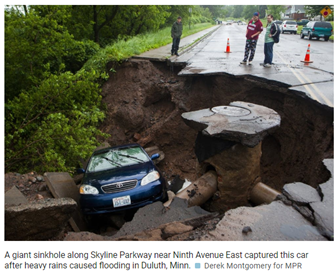 A giant sinkhole along Skyline Parkway near Ninth Avenue East captured this car
after heavy rains caused flooding in Duluth, Minn. Derek Montgomery for MPR